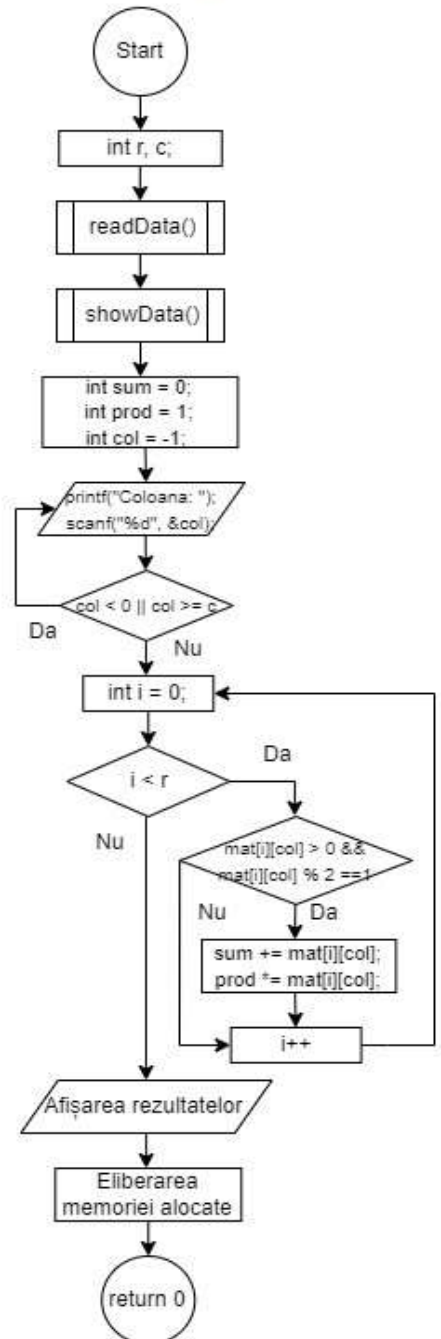 Start
int r, c;
readData()
showData()
int sum = 0;
int prod = 1;
int col = -1;
printf("Coloana: ");
scanf("%d", &col);
col < 0 || col >= c
Da
Nu
int i = 0;
i < r
Da
Nu
mat[i][col] > 0 &&
mat[i][col] % 2 ==1
Nu
Da
sum += mat[i][col];
prod *= mat[i][col];
i++
Afișarea rezultatelor
Eliberarea
memoriei alocate
return 0